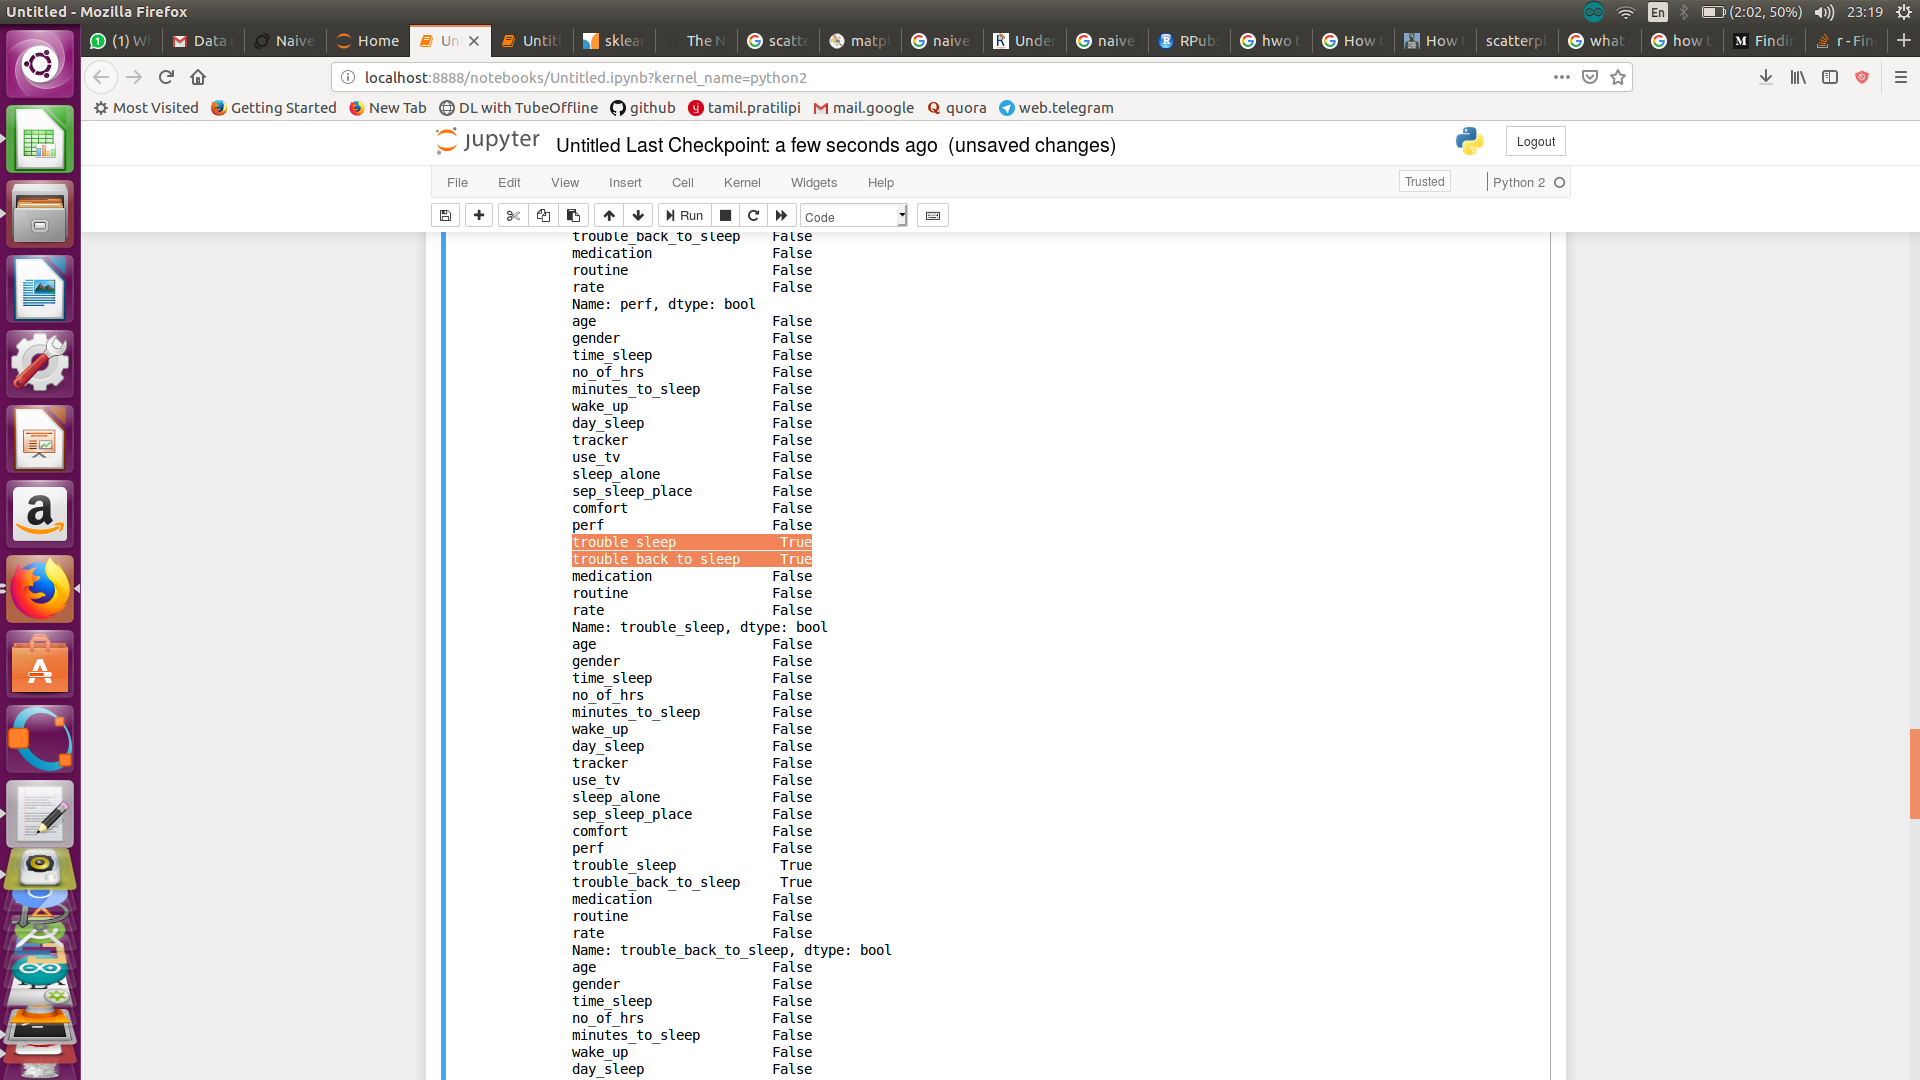 Untitled - Mozilla Firefox
En
(2:02, 50%)
23:19
(1) W
Data
Naive
Home
Un
Untitl
sklear
The N
scatte
matpl
naive
Under
naive
RPubs
hwo t
How t
How t
scatterpl
what
how t
Findin
r - Fin
localhost:8888/notebooks/Untitled.ipynb?kernel_name=python2
Most Visited
Getting Started
New Tab
DL with TubeOffline
github
tamil.pratilipi
mail.google
quora
web.telegram
jupyter
Untitled Last Checkpoint: a few seconds ago (unsaved changes)
Logout
File Edit View Insert Cell Kernel Widgets Help
Trusted
Python 2
Run
Code
trouble_back_to_sleep False
medication False
routine False
rate False
Name: perf, dtype: bool
age False
gender False
time_sleep False
no_of_hrs False
minutes_to_sleep False
wake_up False
day_sleep False
tracker False
use_tv False
sleep_alone False
sep_sleep_place False
comfort False
perf False
trouble_sleep True
trouble_back_to_sleep True
medication False
routine False
rate False
Name: trouble_sleep, dtype: bool
age False
gender False
time_sleep False
no_of_hrs False
minutes_to_sleep False
wake_up False
day_sleep False
tracker False
use_tv False
sleep_alone False
sep_sleep_place False
comfort False
perf False
trouble_sleep True
trouble_back_to_sleep True
medication False
routine False
rate False
Name: trouble_back_to_sleep, dtype: bool
age False
gender False
time_sleep False
no_of_hrs False
minutes_to_sleep False
wake_up False
day_sleep False